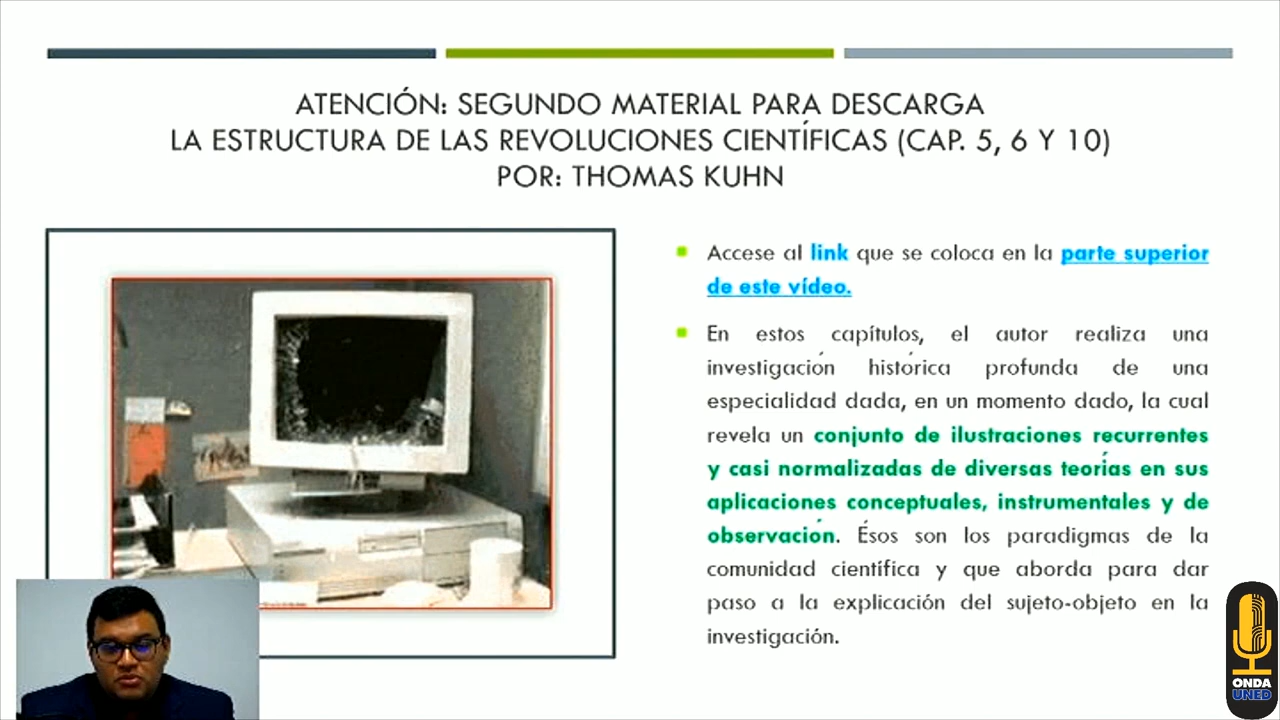 ATENCIÓN: SEGUNDO MATERIAL PARA DESCARGA
LA ESTRUCTURA DE LAS REVOLUCIONES CIENTÍFICAS (CAP. 5, 6 Y 10)
POR: THOMAS KUHN
Accese al link que se coloca en la parte superior
de este vídeo.
En estos capítulos, el autor realiza una
investigación histórica profunda de una
especialidad dada, en un momento dado, la cual
revela un conjunto de ilustraciones recurrentes
y casi normalizadas de diversas teorías en sus
aplicaciones conceptuales, instrumentales y de
observación. Ésos son los paradigmas de la
comunidad científica y que aborda para dar
paso a la explicación del sujeto-objeto en la
investigación.
ONDA
UNED